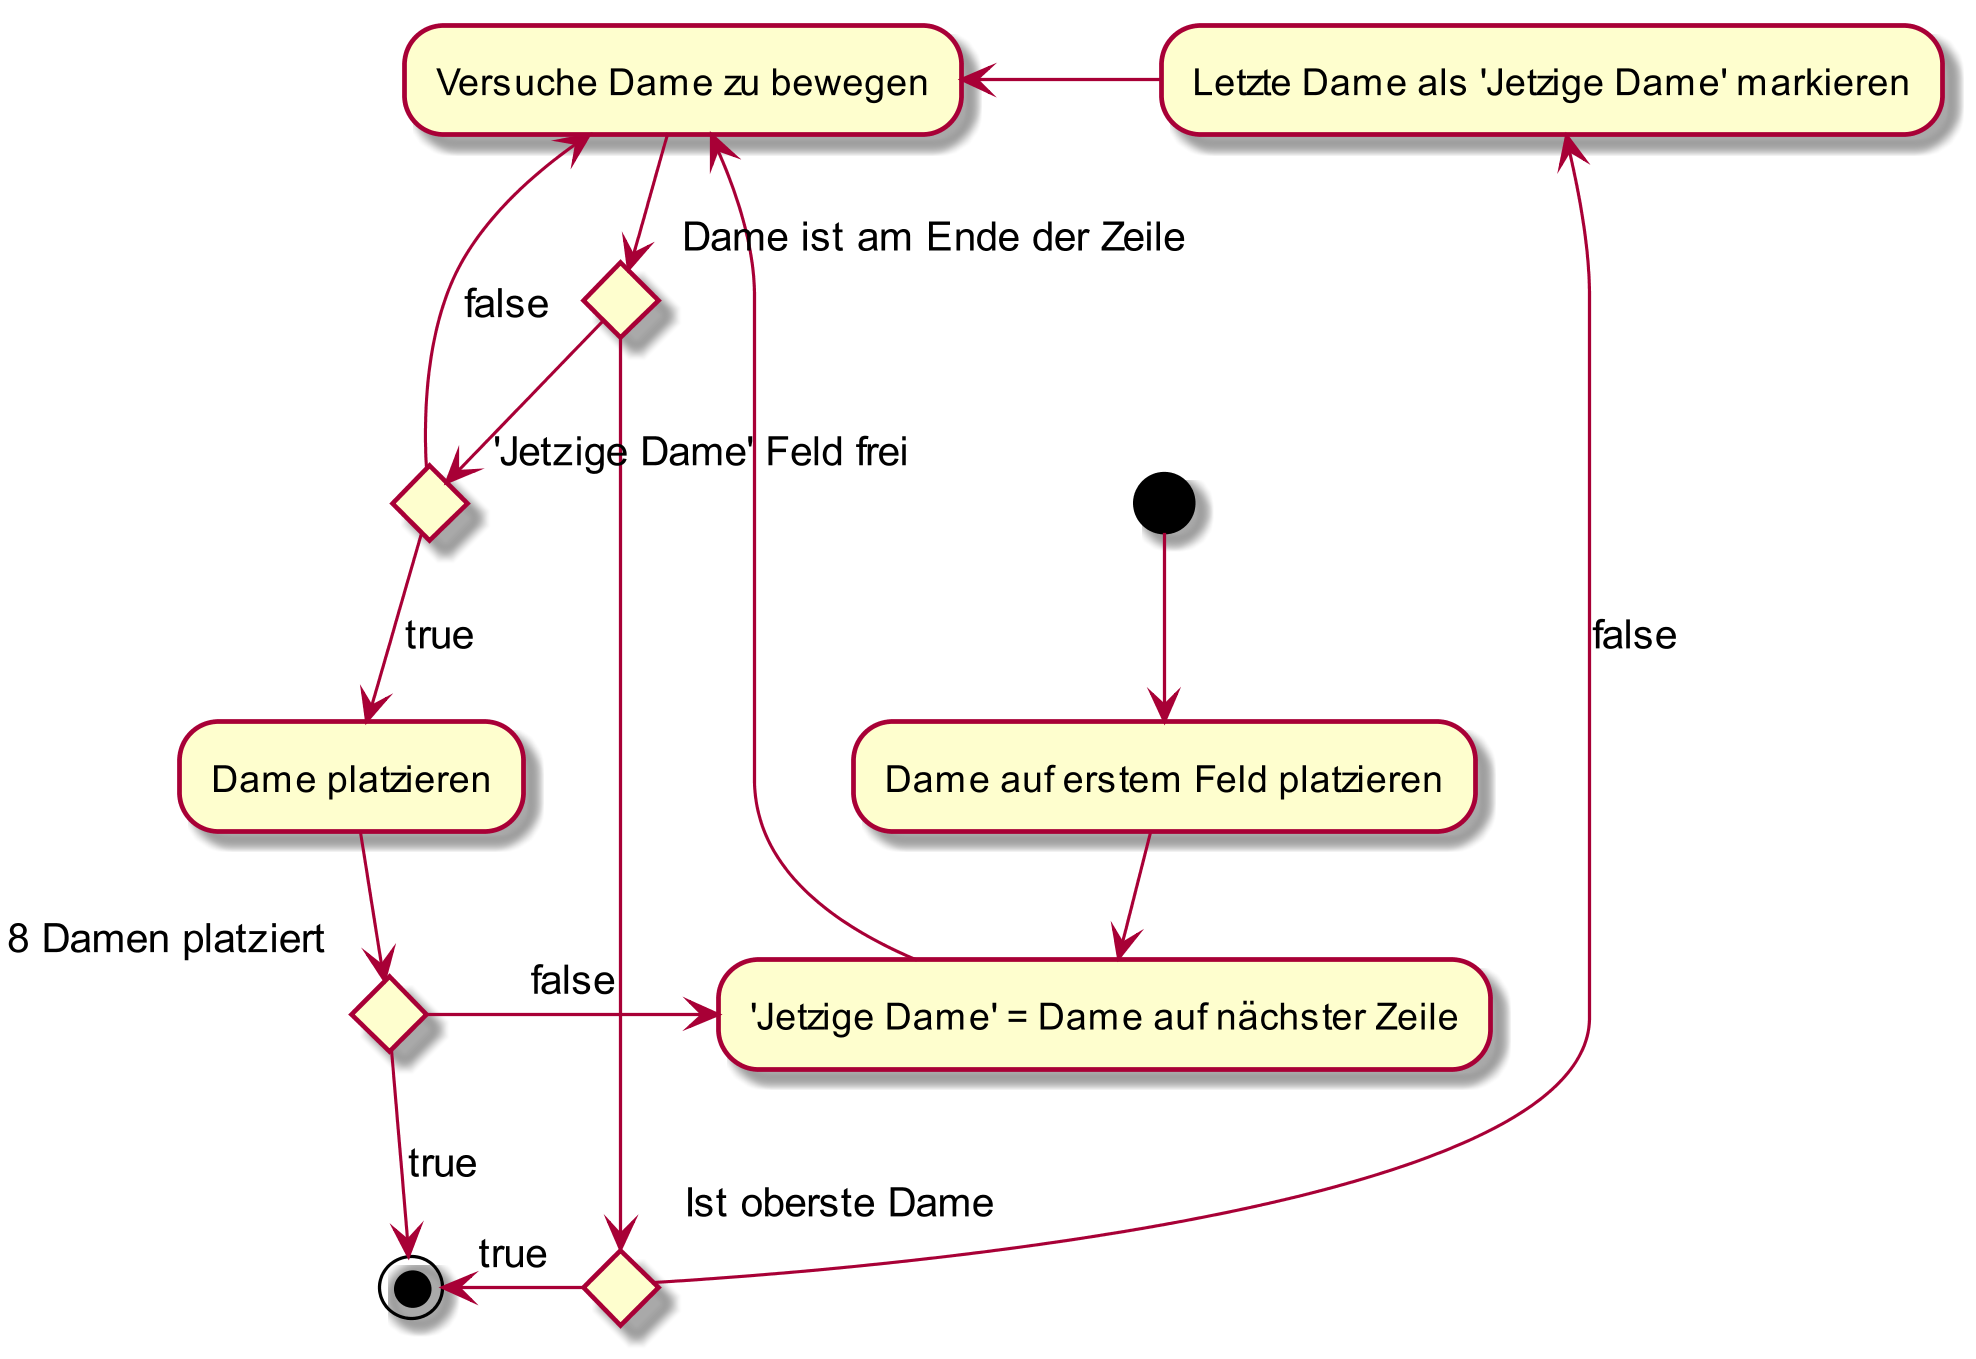 Versuche Dame zu bewegen
Letzte Dame als 'Jetzige Dame' markieren
Dame ist am Ende der Zeile
false
'Jetzige Dame' Feld frei
true
false
Dame platzieren
Dame auf erstem Feld platzieren
8 Damen platziert
false
'Jetzige Dame' = Dame auf nächster Zeile
true
Ist oberste Dame
true